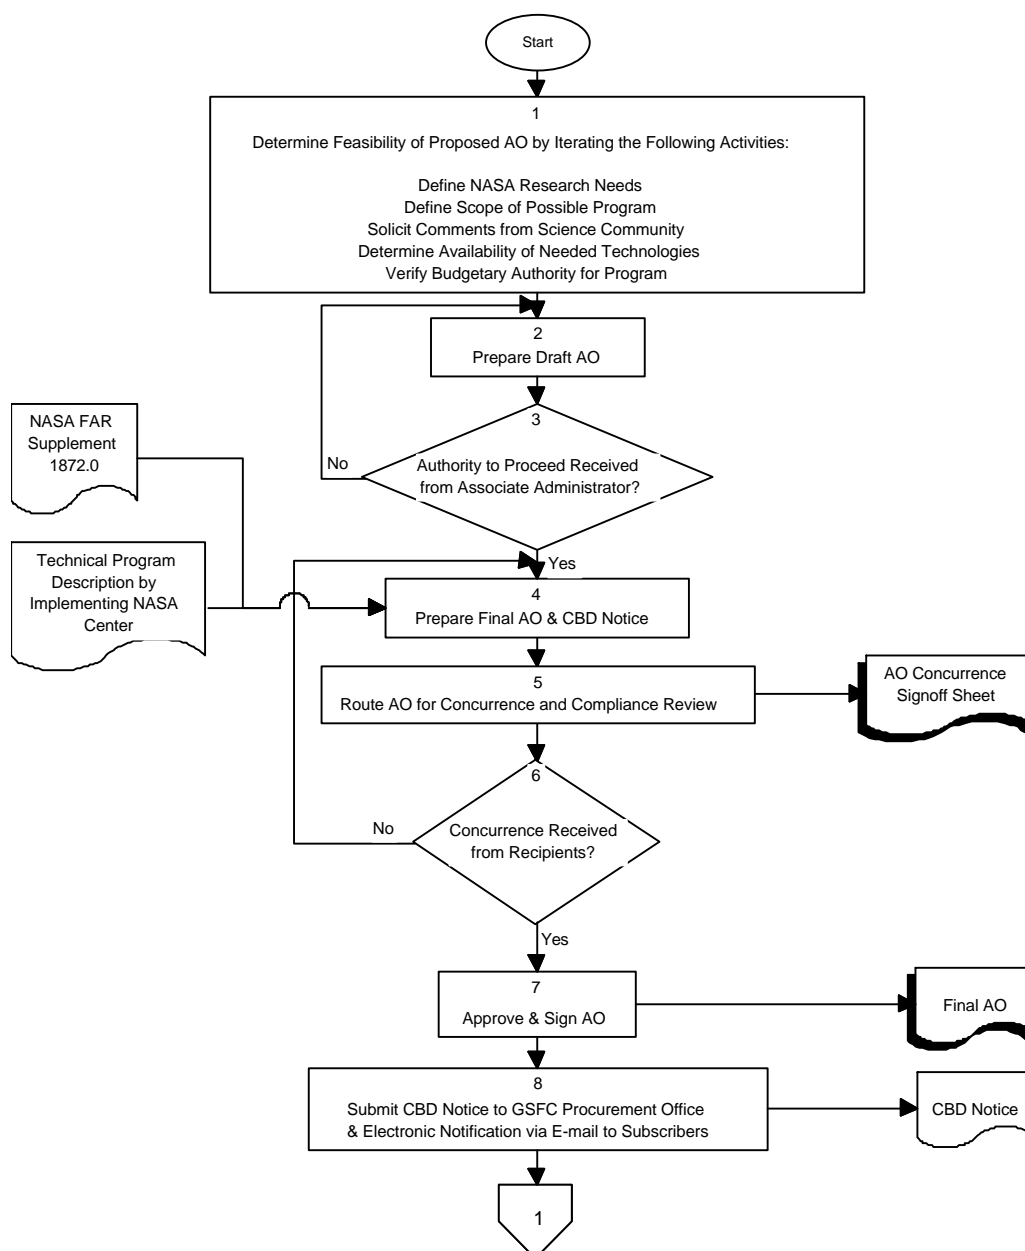 Start
1
Determine Feasibility of Proposed AO by Iterating the Following Activities:
Define NASA Research Needs
Define Scope of Possible Program
Solicit Comments from Science Community
Determine Availability of Needed Technologies
Verify Budgetary Authority for Program
2
Prepare Draft AO
3
Authority to Proceed Received
from Associate Administrator?
No
Yes
NASA FAR
Supplement
1872.0
Technical Program
Description by
Implementing NASA
Center
4
Prepare Final AO & CBD Notice
5
Route AO for Concurrence and Compliance Review
AO Concurrence
Signoff Sheet
6
Concurrence Received
from Recipients?
No
Yes
7
Approve & Sign AO
Final AO
8
Submit CBD Notice to GSFC Procurement Office
& Electronic Notification via E-mail to Subscribers
CBD Notice
1